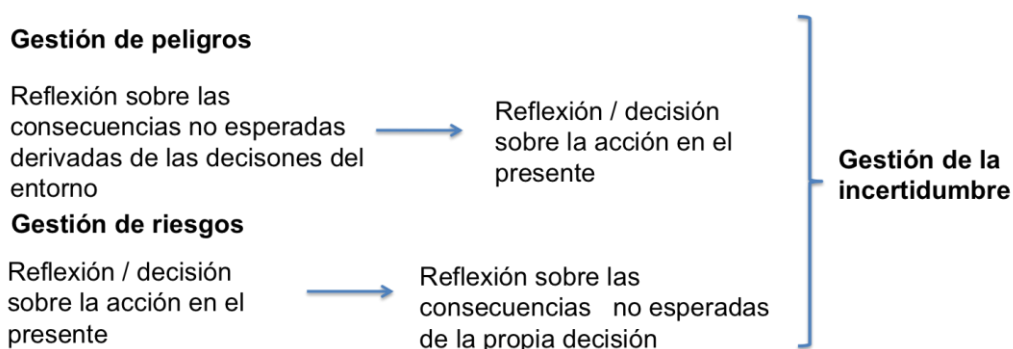 Gestión de peligros
Reflexión sobre las
consecuencias no esperadas
derivadas de las decisones del
entorno
Reflexión / decisión
sobre la acción en el
presente
Gestión de riesgos
Reflexión / decisión
sobre la acción en el
presente
Reflexión sobre las
consecuencias no esperadas
de la propia decisión
Gestión de la
incertidumbre